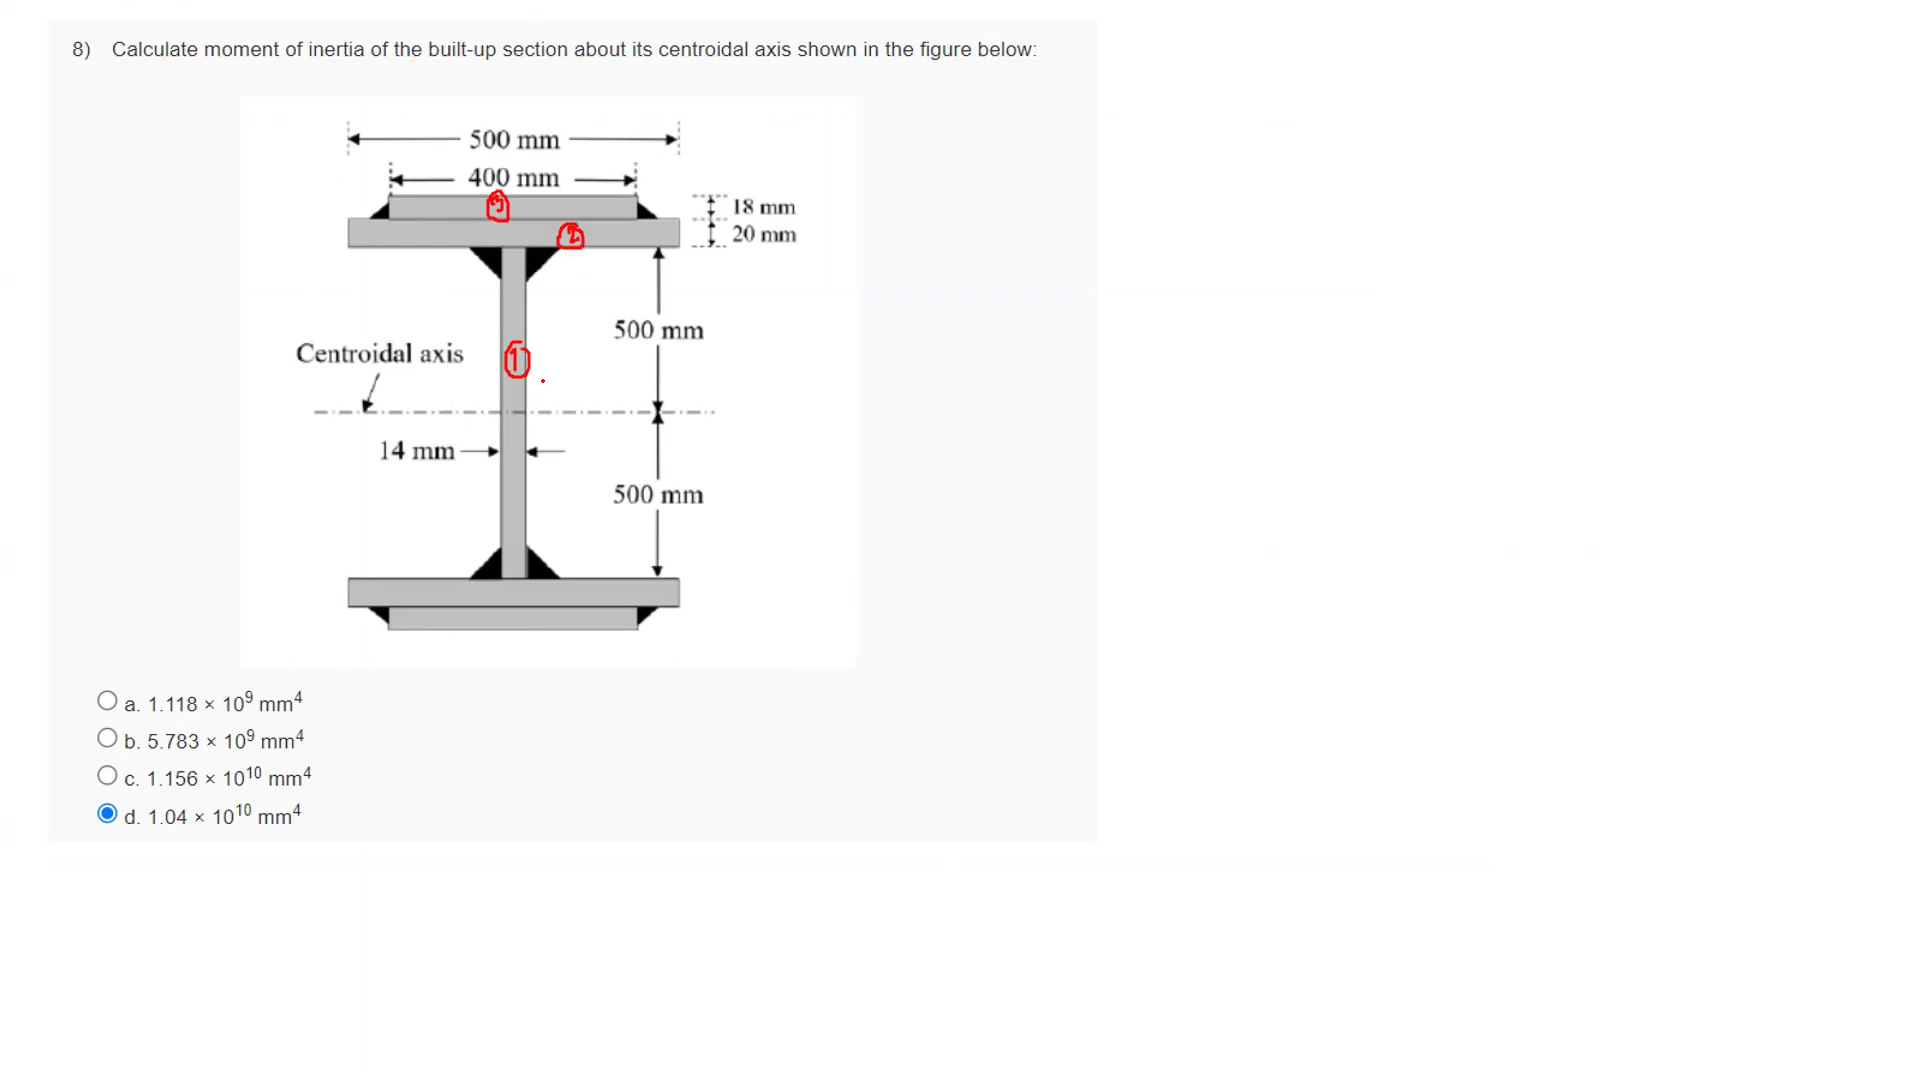 8) Calculate moment of inertia of the built-up section about its centroidal axis shown in the figure below:
500 mm
400 mm
3
18 mm
2
20 mm
500 mm
Centroidal axis
1
14 mm
500 mm
a. 1.118 × 10⁹ mm⁴
b. 5.783 × 10⁹ mm⁴
c. 1.156 × 10¹⁰ mm⁴
d. 1.04 × 10¹⁰ mm⁴